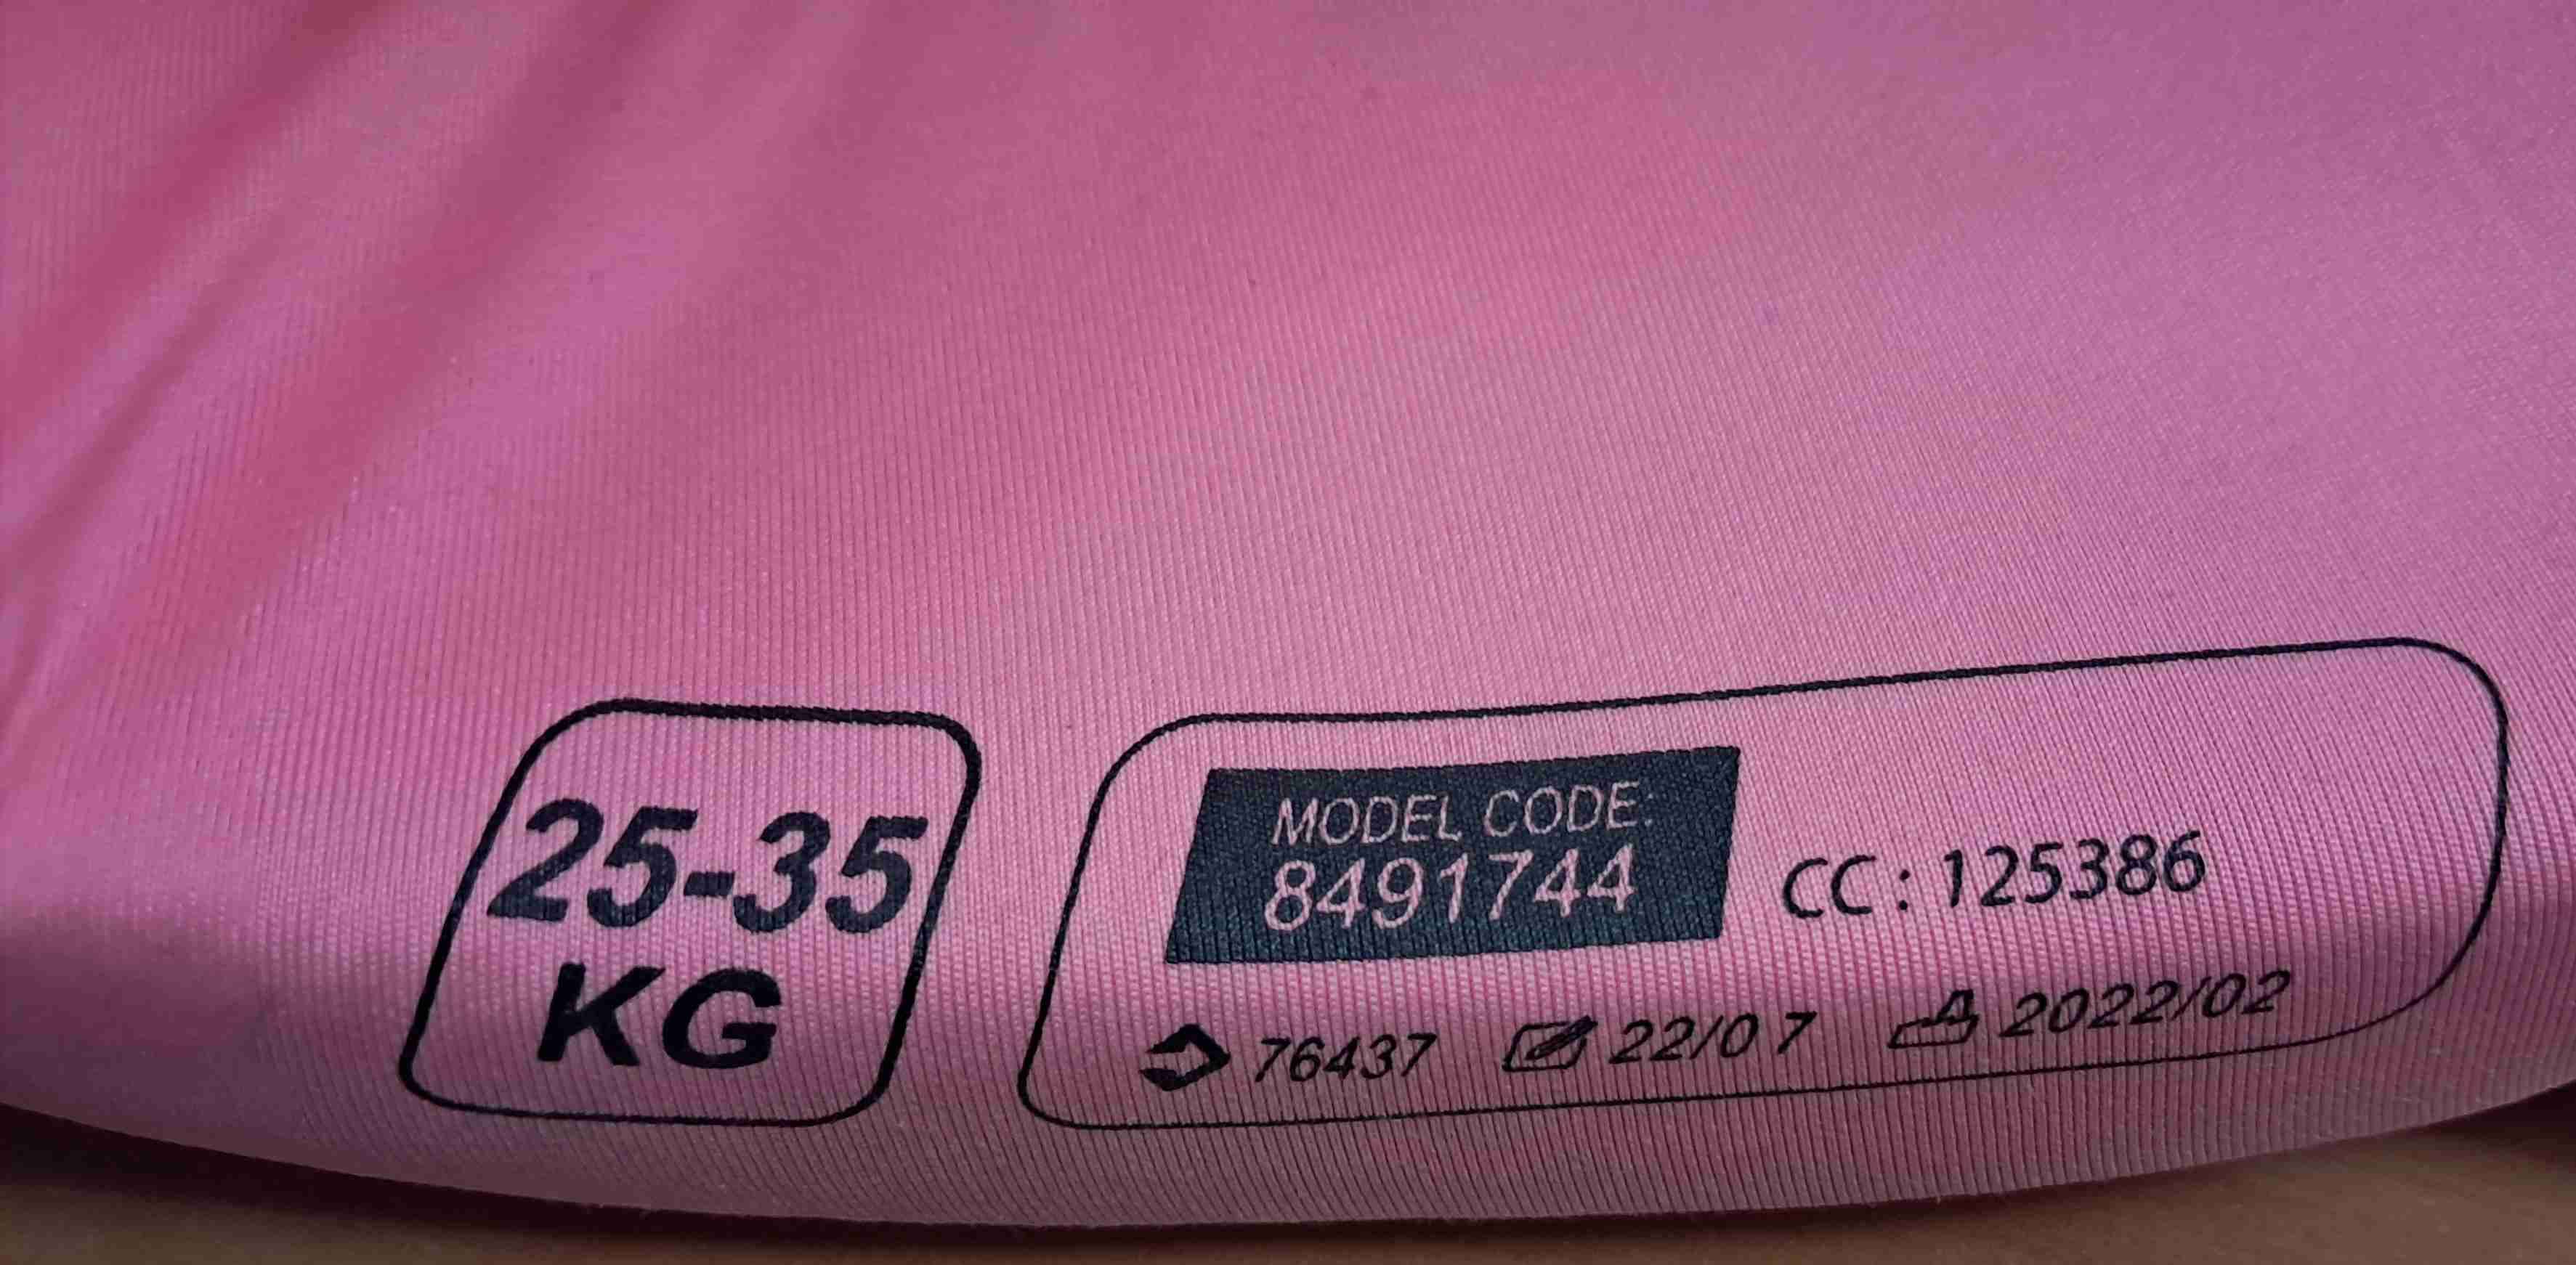 25-35
KG
MODEL CODE:
8491744
CC : 125386
76437 22/07 2022/02